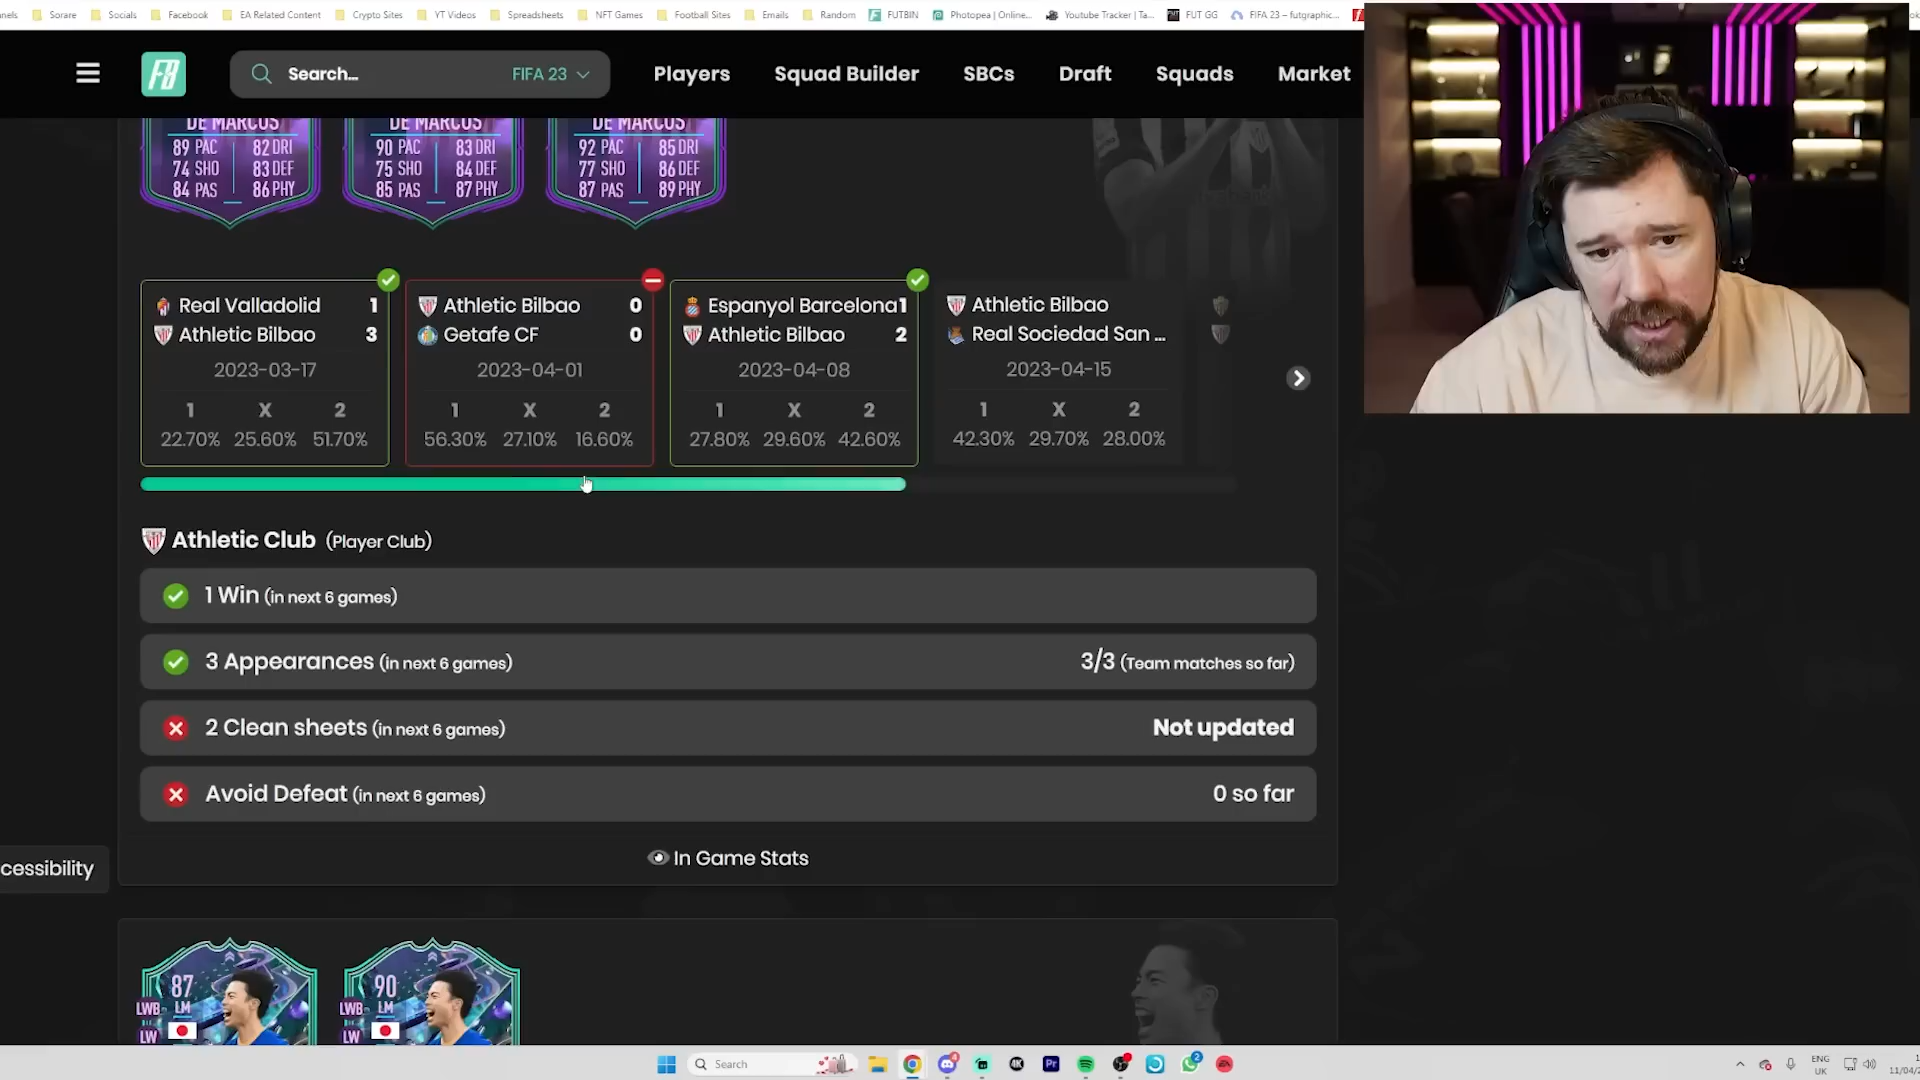 Sorare
Socials
Facebook
EA Related Content
Crypto Sites
YT Videos
Spreadsheets
NFT Games
Football Sites
Emails
Random
FUTBIN
Photopea | Online...
Youtube Tracker | Ta...
FUT GG
FIFA 23 – futgraphic...
FB
Search...
FIFA 23
Players
Squad Builder
SBCs
Draft
Squads
Market
DE MARCOS
89 PAC 82 DRI
74 SHO 83 DEF
84 PAS 86 PHY
DE MARCOS
90 PAC 83 DRI
75 SHO 84 DEF
85 PAS 87 PHY
DE MARCOS
92 PAC 85 DRI
77 SHO 86 DEF
87 PAS 89 PHY
Real Valladolid 1
Athletic Bilbao 3
2023-03-17
1 X 2
22.70% 25.60% 51.70%
Athletic Bilbao 0
Getafe CF 0
2023-04-01
1 X 2
56.30% 27.10% 16.60%
Espanyol Barcelona 1
Athletic Bilbao 2
2023-04-08
1 X 2
27.80% 29.60% 42.60%
Athletic Bilbao
Real Sociedad San ...
2023-04-15
1 X 2
42.30% 29.70% 28.00%
Athletic Club (Player Club)
1 Win (in next 6 games)
3 Appearances (in next 6 games) 3/3 (Team matches so far)
2 Clean sheets (in next 6 games) Not updated
Avoid Defeat (in next 6 games) 0 so far
cessibility
In Game Stats
87
LM
LWB
LW
90
LM
LWB
LW
Search
4K
Pr
4
2
ENG
UK
11/04/2